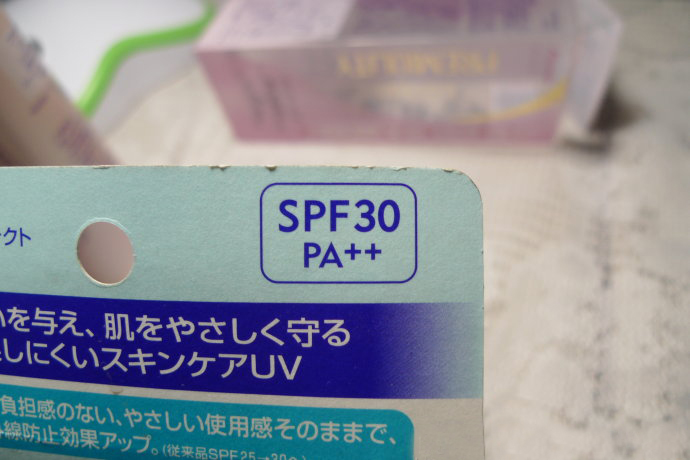 SPF30
PA++
クト
を与え、肌をやさしく守る
しにくいスキンケアUV
負担感のない、やさしい使用感そのままで、
線防止効果アップ。(従来品SPF25→30